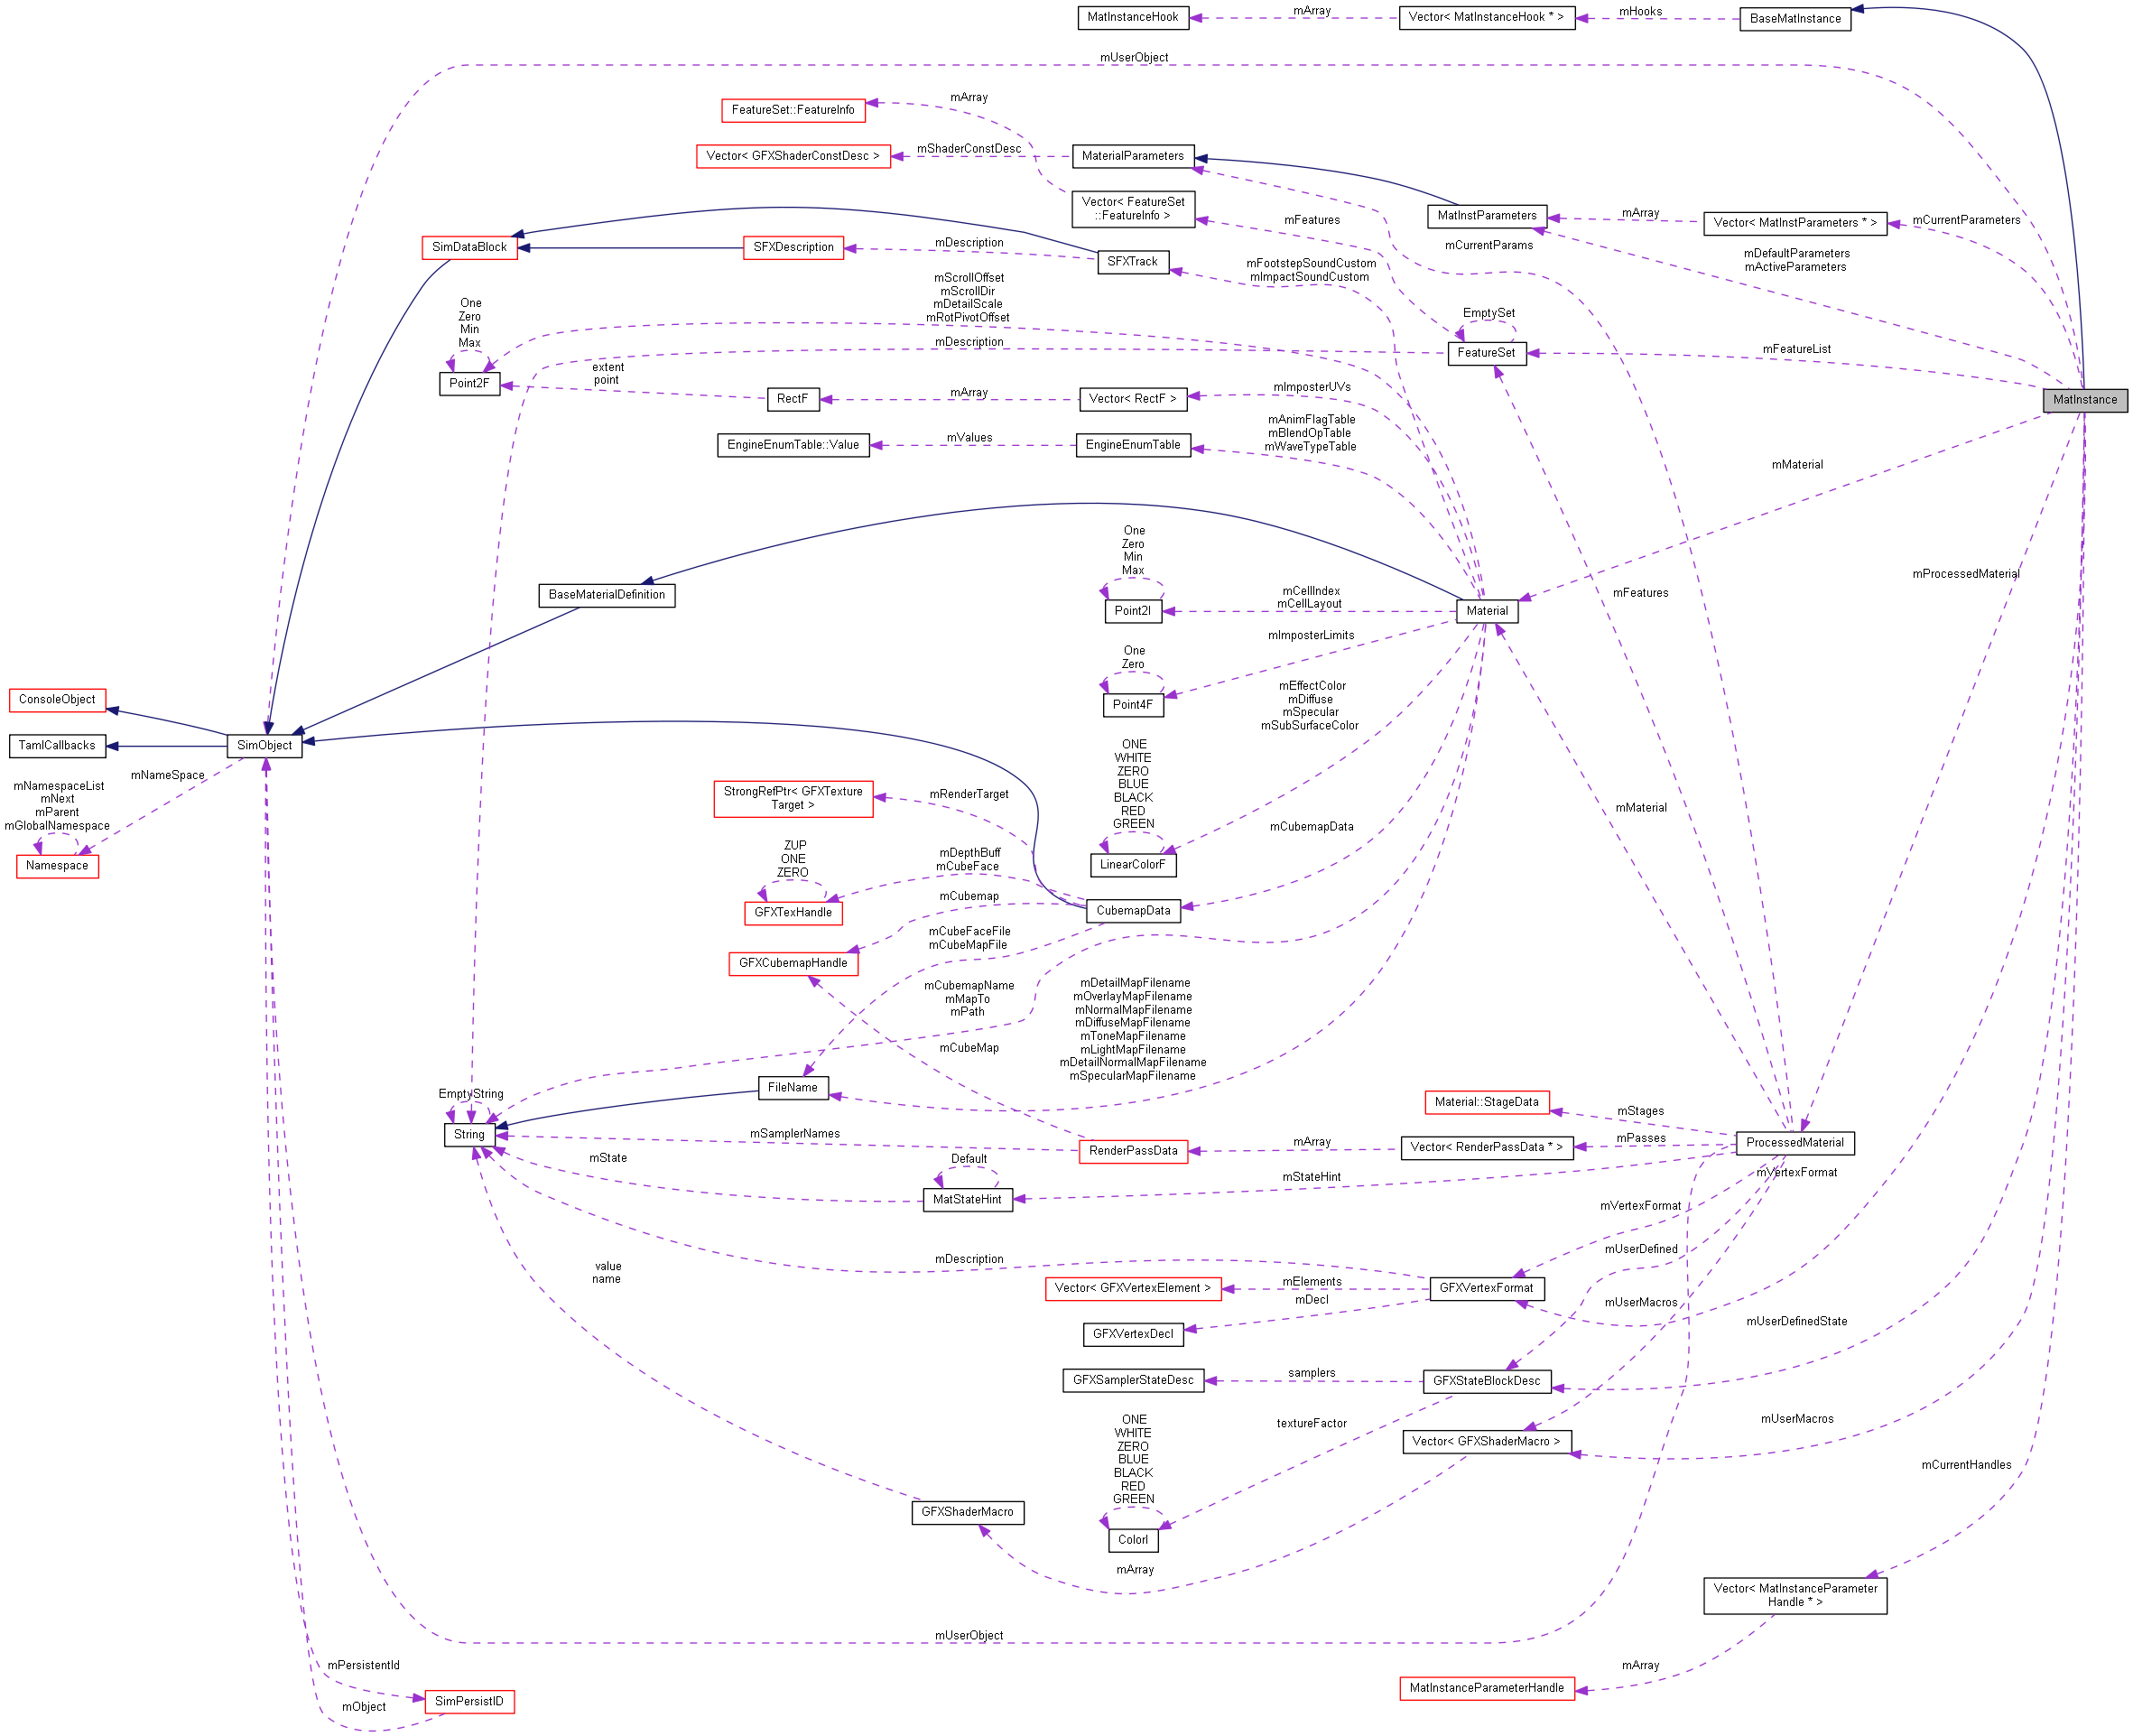 MatInstanceHook
mArray
Vector< MatInstanceHook * >
mHooks
BaseMatInstance
mUserObject
FeatureSet::FeatureInfo
mArray
Vector< GFXShaderConstDesc >
mShaderConstDesc
MaterialParameters
Vector< FeatureSet
::FeatureInfo >
mFeatures
mCurrentParams
MatInstParameters
mArray
Vector< MatInstParameters * >
mCurrentParameters
mDefaultParameters
mActiveParameters
SimDataBlock
SFXDescription
mDescription
SFXTrack
mFootstepSoundCustom
mImpactSoundCustom
mScrollOffset
mScrollDir
mDetailScale
mRotPivotOffset
One
Zero
Min
Max
Point2F
mDescription
EmptySet
FeatureSet
mFeatureList
extent
point
RectF
mArray
Vector< RectF >
mImposterUVs
MatInstance
EngineEnumTable::Value
mValues
EngineEnumTable
mAnimFlagTable
mBlendOpTable
mWaveTypeTable
mMaterial
One
Zero
Min
Max
Point2I
mCellIndex
mCellLayout
BaseMaterialDefinition
Material
mFeatures
mProcessedMaterial
mImposterLimits
One
Zero
Point4F
mEffectColor
mDiffuse
mSpecular
mSubSurfaceColor
ConsoleObject
TamlCallbacks
SimObject
mNameSpace
mNamespaceList
mNext
mParent
mGlobalNamespace
Namespace
ONE
WHITE
ZERO
BLUE
BLACK
RED
GREEN
LinearColorF
StrongRefPtr< GFXTexture
Target >
mRenderTarget
mCubemapData
mMaterial
ZUP
ONE
ZERO
GFXTexHandle
mDepthBuff
mCubeFace
mCubemap
CubemapData
GFXCubemapHandle
mCubeFaceFile
mCubeMapFile
mCubemapName
mMapTo
mPath
mCubeMap
mDetailMapFilename
mOverlayMapFilename
mNormalMapFilename
mDiffuseMapFilename
mToneMapFilename
mLightMapFilename
mDetailNormalMapFilename
mSpecularMapFilename
FileName
EmptyString
String
mSamplerNames
RenderPassData
mArray
Vector< RenderPassData * >
mPasses
Material::StageData
mStages
ProcessedMaterial
mState
Default
MatStateHint
mStateHint
mVertexFormat
mVertexFormat
mDescription
value
name
Vector< GFXVertexElement >
mElements
GFXVertexFormat
mDecl
GFXVertexDecl
mUserDefined
mUserMacros
mUserDefinedState
GFXSamplerStateDesc
samplers
GFXStateBlockDesc
textureFactor
ONE
WHITE
ZERO
BLUE
BLACK
RED
GREEN
ColorI
Vector< GFXShaderMacro >
mUserMacros
mCurrentHandles
GFXShaderMacro
mArray
Vector< MatInstanceParameter
Handle * >
mUserObject
mPersistentId
mObject
SimPersistID
MatInstanceParameterHandle
mArray